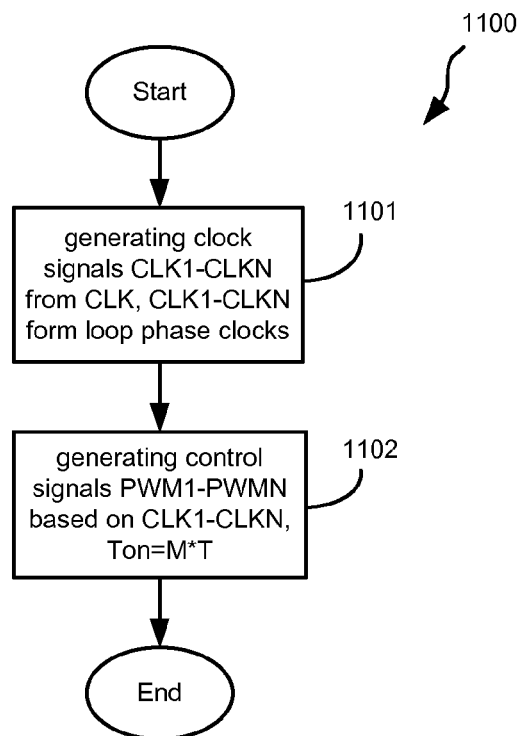 1100
Start
1101
generating clock
signals CLK1-CLKN
from CLK, CLK1-CLKN
form loop phase clocks
1102
generating control
signals PWM1-PWMN
based on CLK1-CLKN,
Ton=M*T
End